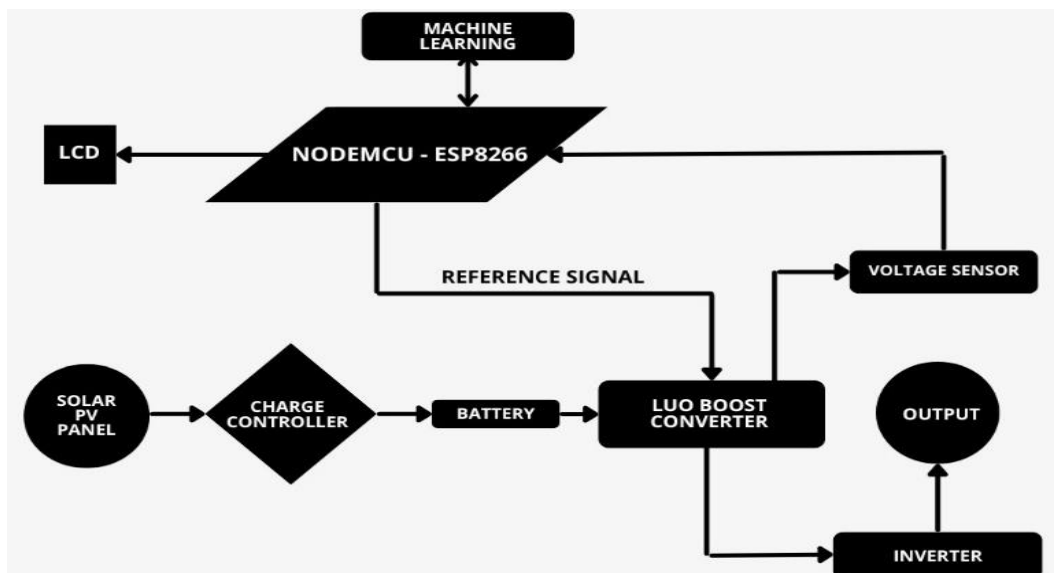 MACHINE
LEARNING
LCD
NODEMCU - ESP8266
VOLTAGE SENSOR
REFERENCE SIGNAL
SOLAR
PV
PANEL
CHARGE
CONTROLLER
BATTERY
LUO BOOST
CONVERTER
OUTPUT
INVERTER